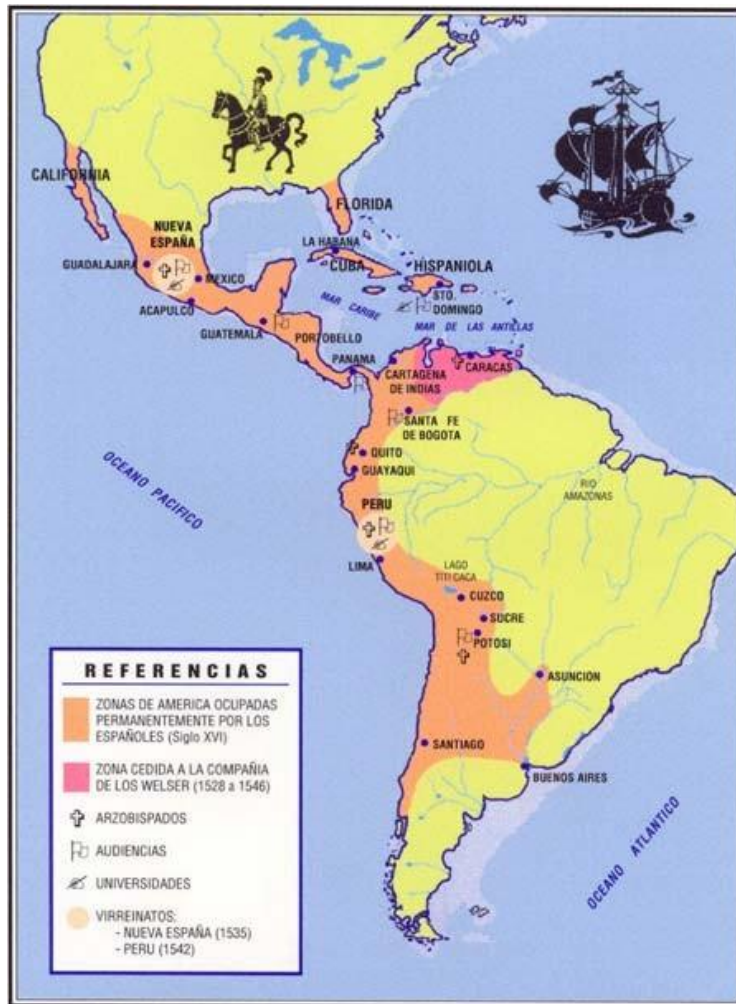 CALIFORNIA
FLORIDA
NUEVA
ESPAÑA
LA HABANA
CUBA
HISPANIOLA
GUADALAJARA
MEXICO
STO.
DOMINGO
ACAPULCO
MAR CARIBE
MAR DE LAS ANTILLAS
GUATEMALA
PORTOBELLO
PANAMA
CARTAGENA
DE INDIAS
CARACAS
SANTA FE
DE BOGOTA
OCEANO PACIFICO
QUITO
GUAYAQUI
RIO
AMAZONAS
PERU
LIMA
LAGO
TITI CACA
CUZCO
SUCRE
POTOSI
ASUNCION
SANTIAGO
BUENOS AIRES
OCEANO ATLANTICO
REFERENCIAS
ZONAS DE AMERICA OCUPADAS
PERMANENTEMENTE POR LOS
ESPAÑOLES (Siglo XVI)
ZONA CEDIDA A LA COMPAÑIA
DE LOS WELSER (1528 a 1546)
ARZOBISPADOS
AUDIENCIAS
UNIVERSIDADES
VIRREINATOS:
- NUEVA ESPAÑA (1535)
- PERU (1542)